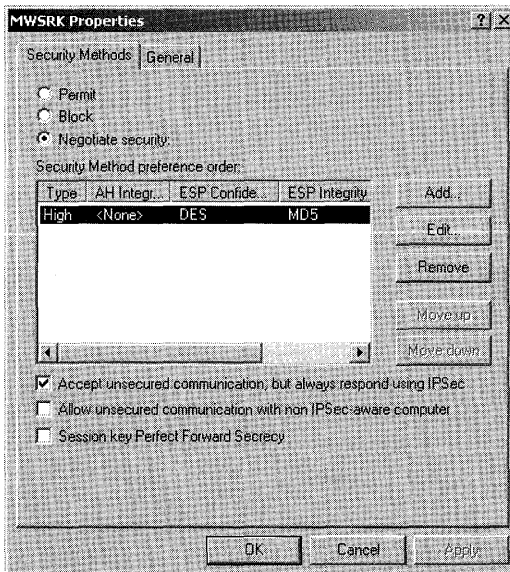 MWSRK Properties
Security Methods General
Permit
Block
Negotiate security:
Security Method preference order:
Type AH Integr... ESP Confide... ESP Integrity
High <None> DES MD5
Add...
Edit...
Remove
Move up
Move down
Accept unsecured communication, but always respond using IPSec
Allow unsecured communication with non IPSec-aware computer
Session key Perfect Forward Secrecy
OK Cancel Apply